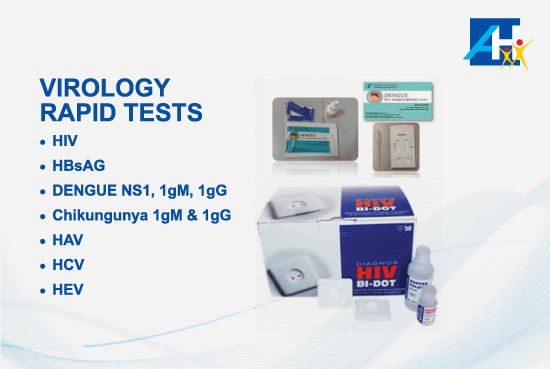 AH
VIROLOGY
RAPID TESTS
• HIV
• HBsAG
• DENGUE NS1, 1gM, 1gG
• Chikungunya 1gM & 1gG
• HAV
• HCV
• HEV
DENGUE
DENGUE
HIV
BI-DOT
DIAGNOS
HIV
BI-DOT